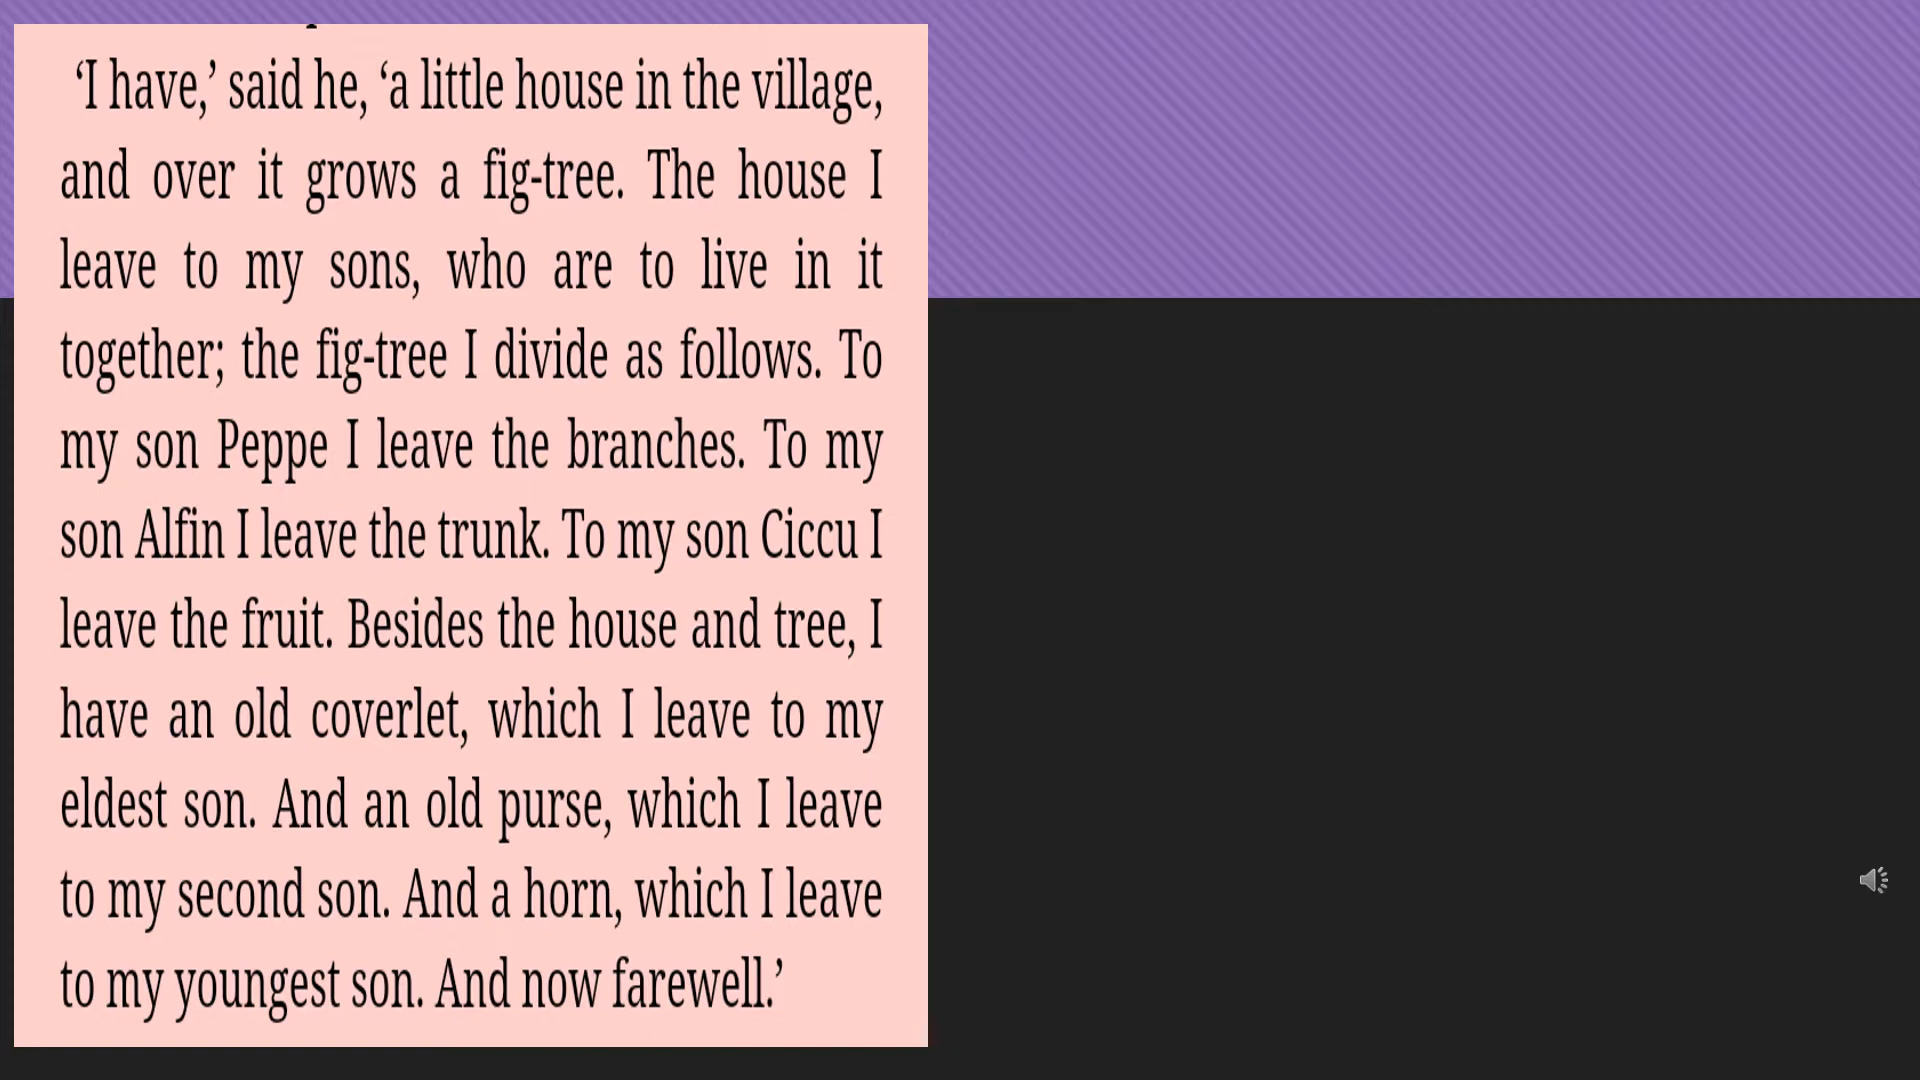 ‘I have,’ said he, ‘a little house in the village,
and over it grows a fig-tree. The house I
leave to my sons, who are to live in it
together; the fig-tree I divide as follows. To
my son Peppe I leave the branches. To my
son Alfin I leave the trunk. To my son Ciccu I
leave the fruit. Besides the house and tree, I
have an old coverlet, which I leave to my
eldest son. And an old purse, which I leave
to my second son. And a horn, which I leave
to my youngest son. And now farewell.’